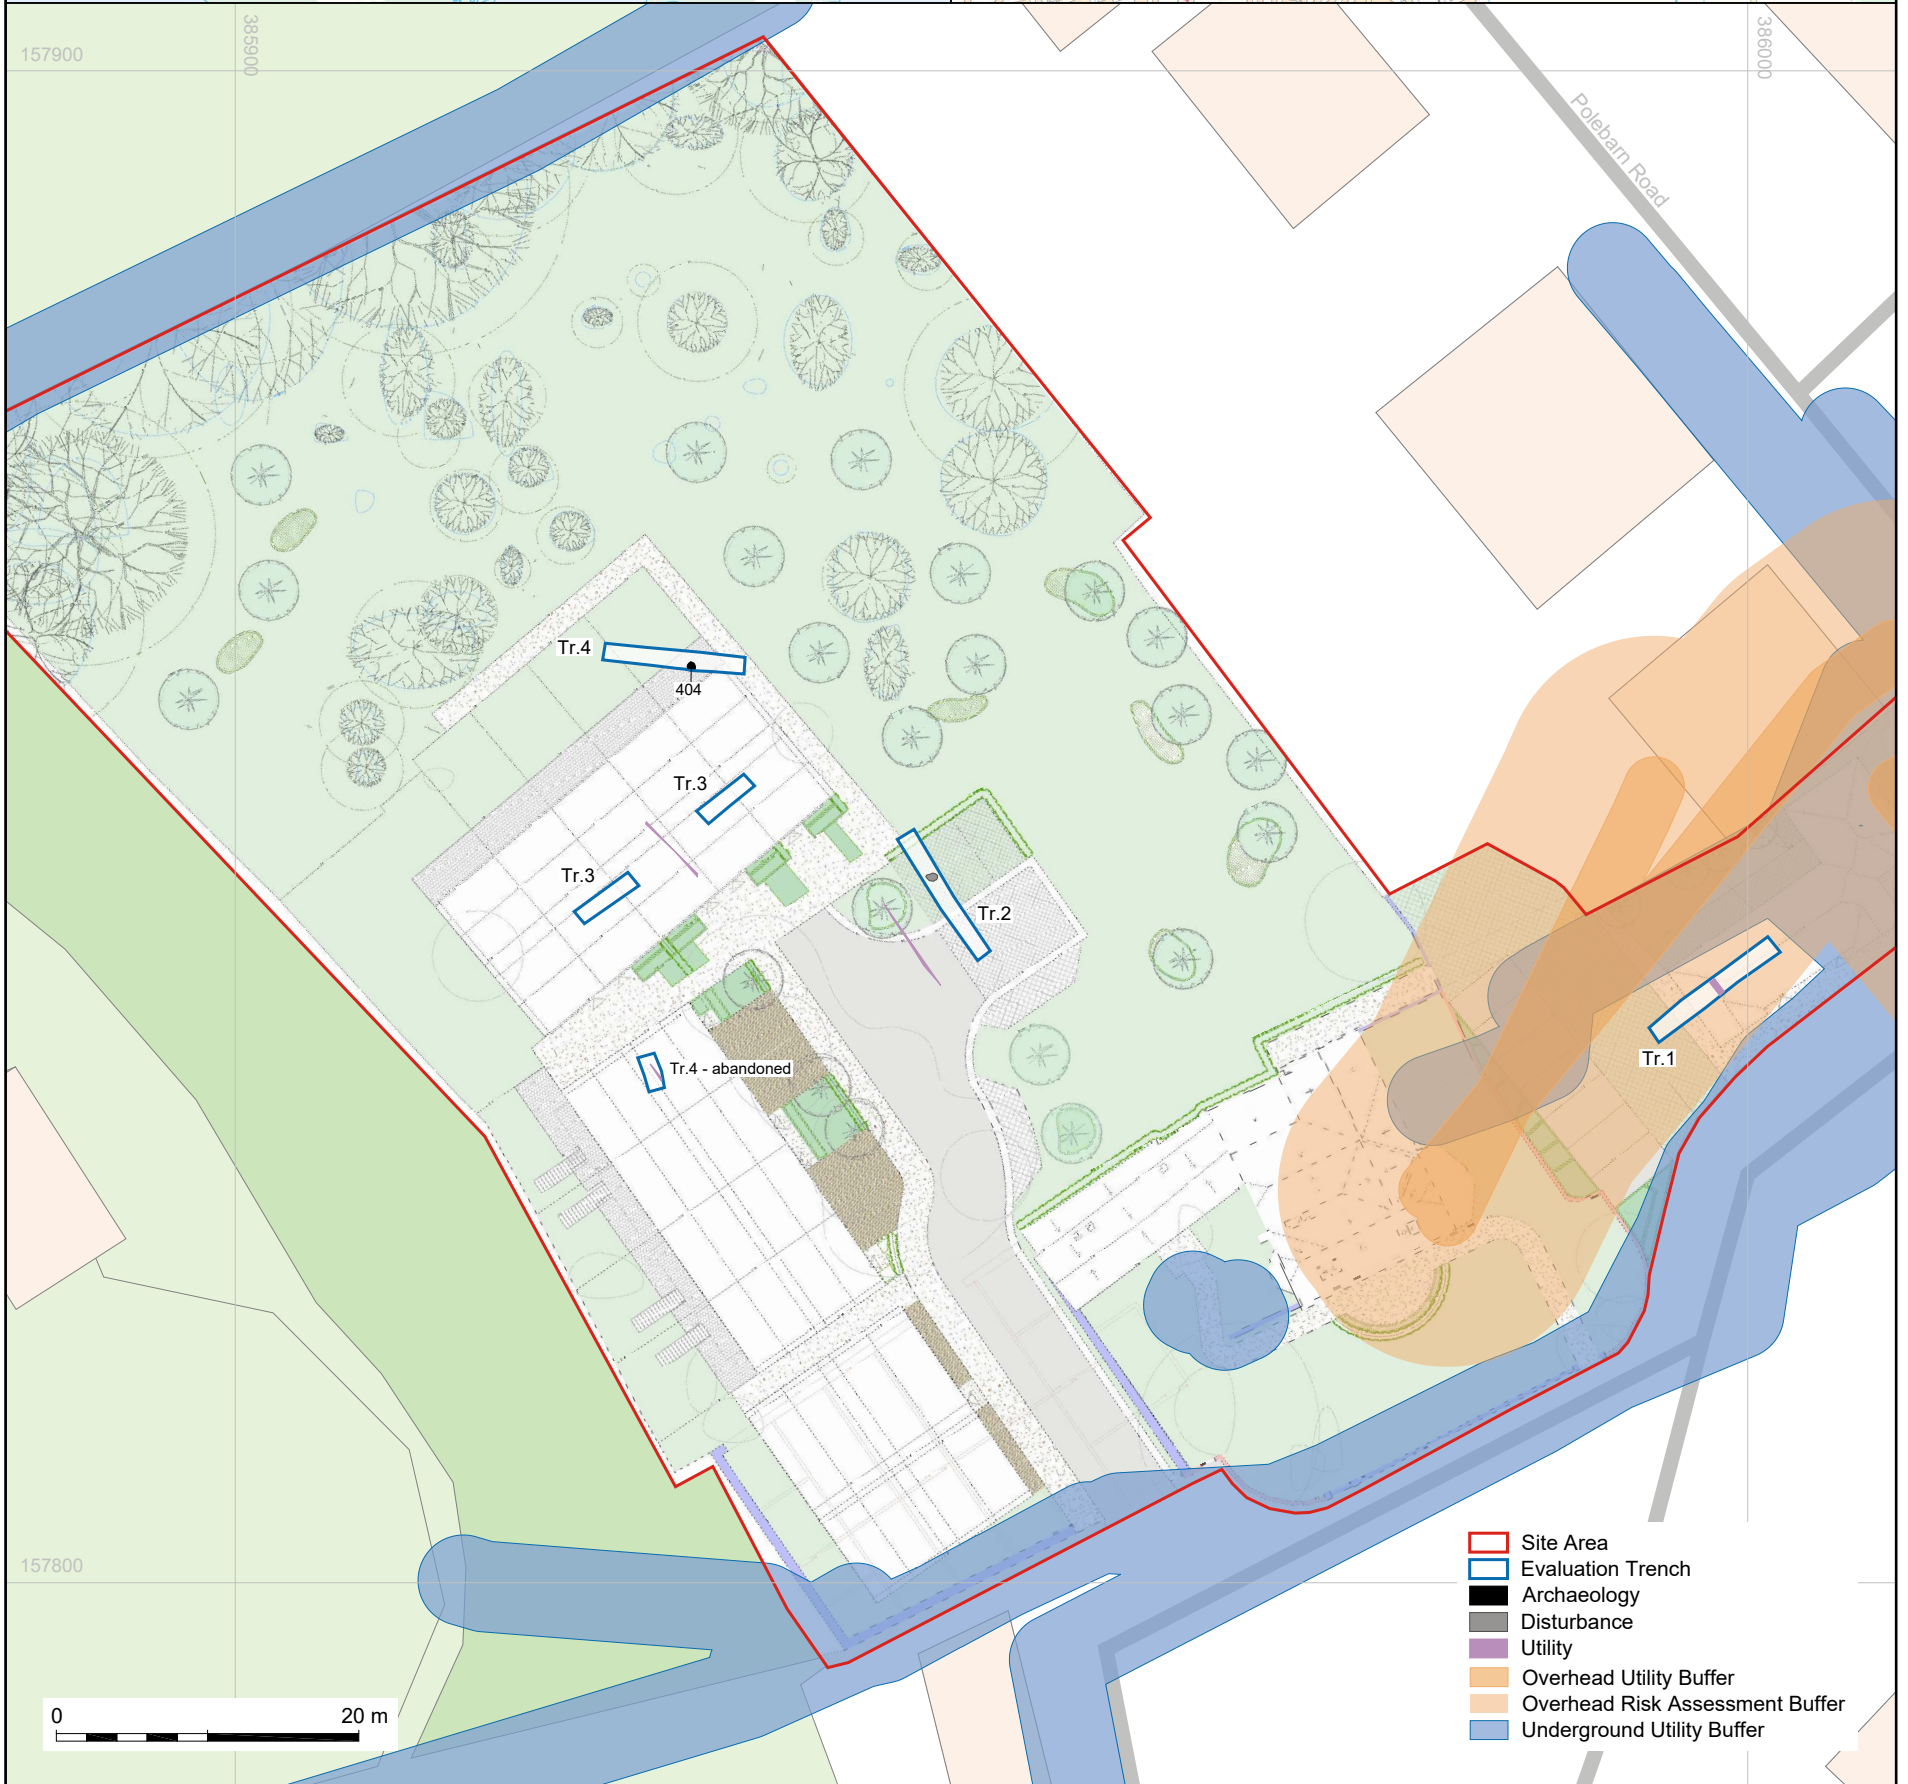 385900
386000
157900
Polebarn Road
Tr.4
404
Tr.3
Tr.3
Tr.2
Tr.1
Tr.4 - abandoned
157800
Site Area
Evaluation Trench
Archaeology
Disturbance
Utility
Overhead Utility Buffer
Overhead Risk Assessment Buffer
Underground Utility Buffer
0 20 m